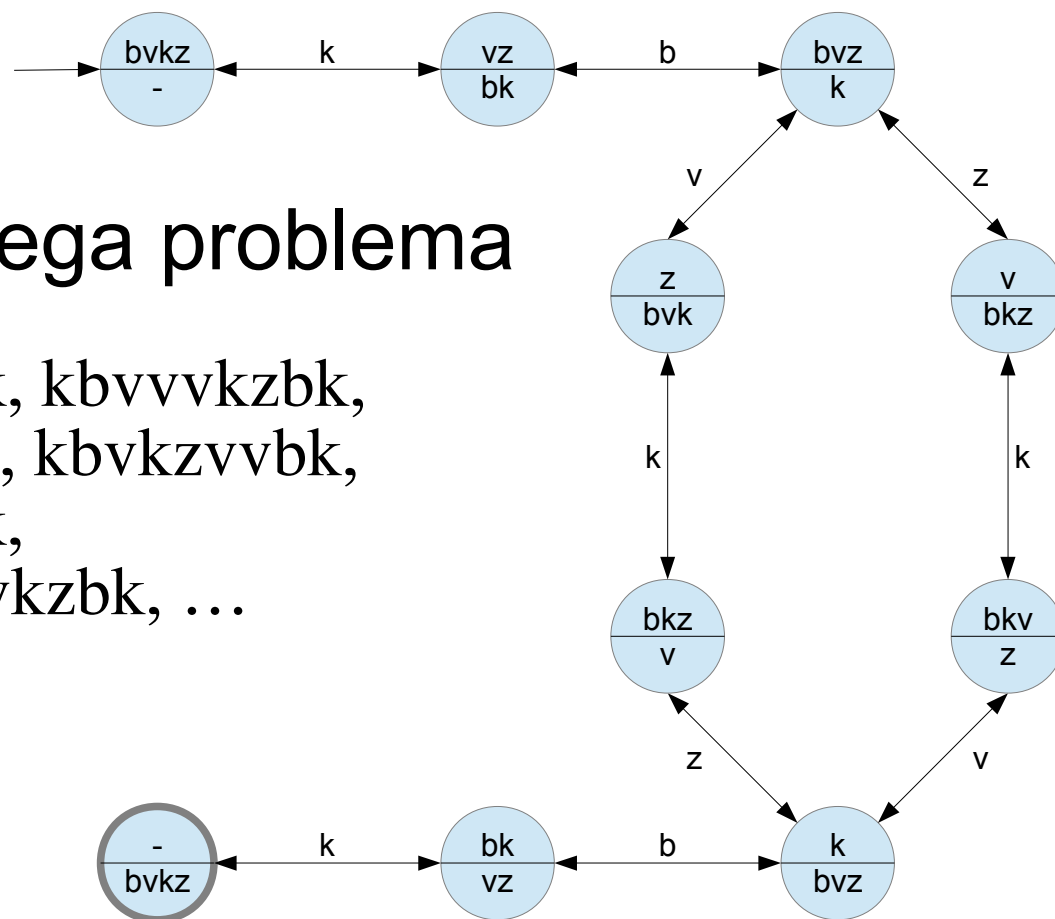 bvkz
-
k
vz
bk
b
bvz
k
v
z
ega problema
z
bvk
v
bkz
k, kbvvvkzbk,
, kbvkzvvbk,
k
k
k,
vkzbk, …
bkz
v
bkv
z
z
v
-
bvkz
k
bk
vz
b
k
bvz